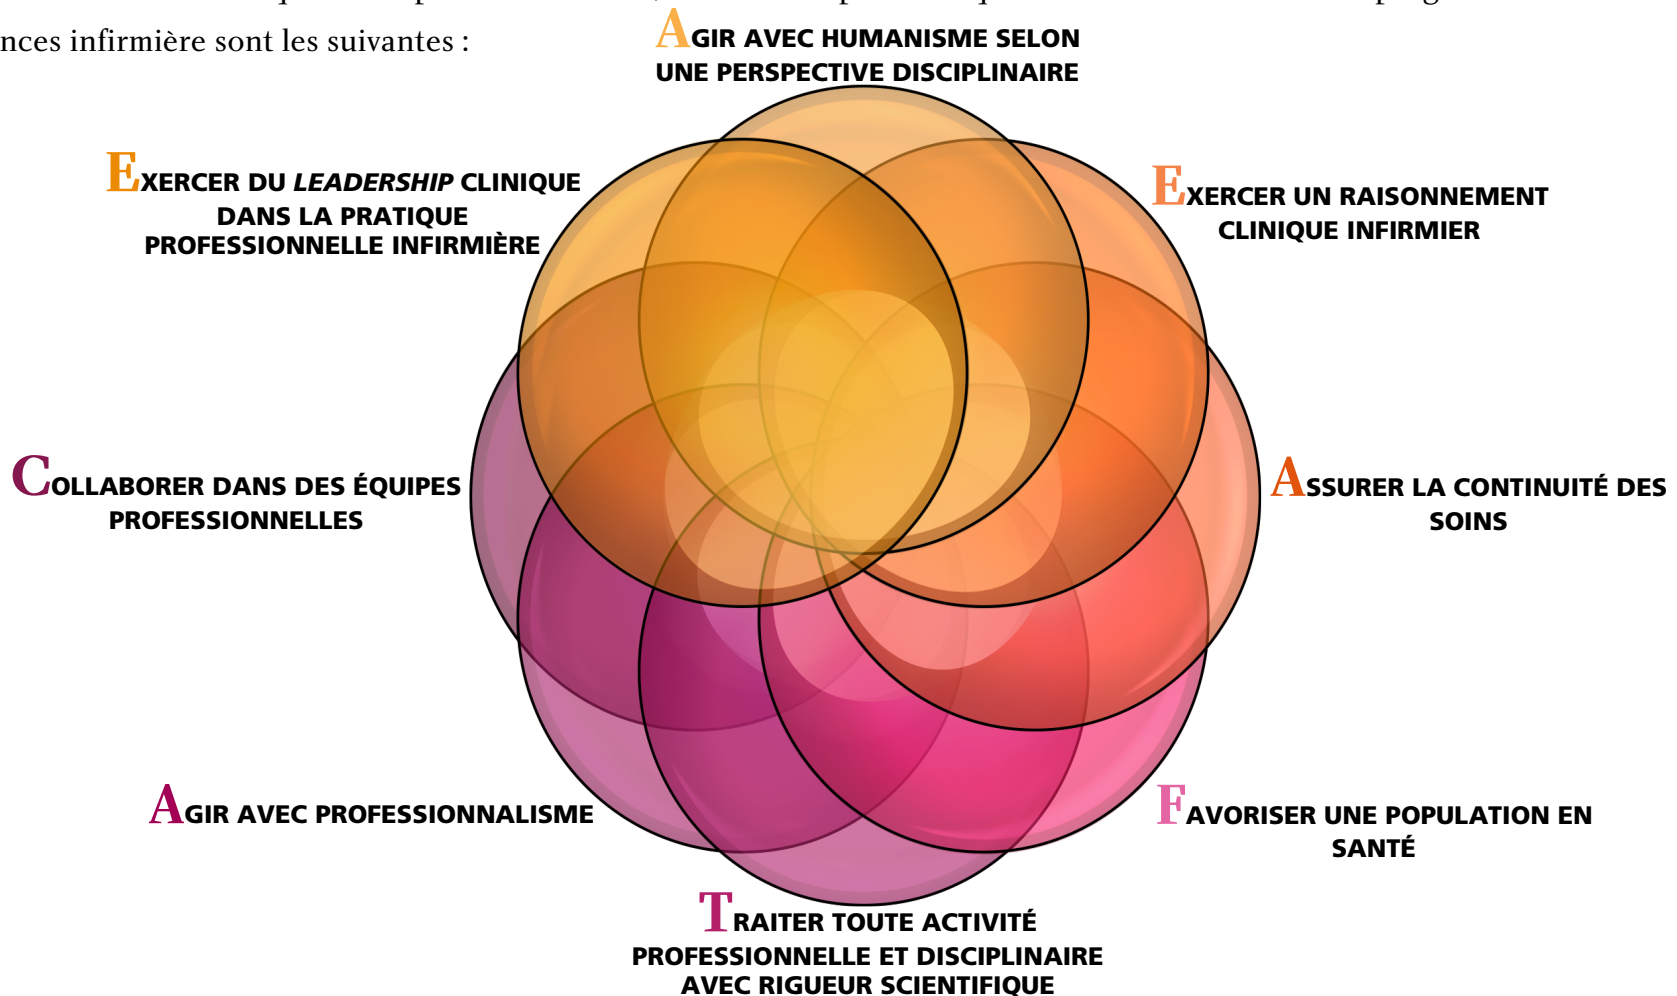 nces infirmière sont les suivantes :
AGIR AVEC HUMANISME SELON
UNE PERSPECTIVE DISCIPLINAIRE
EXERCER DU LEADERSHIP CLINIQUE
DANS LA PRATIQUE
PROFESSIONNELLE INFIRMIÈRE
EXERCER UN RAISONNEMENT
CLINIQUE INFIRMIER
COLLABORER DANS DES ÉQUIPES
PROFESSIONNELLES
ASSURER LA CONTINUITÉ DES
SOINS
AGIR AVEC PROFESSIONNALISME
FAVORISER UNE POPULATION EN
SANTÉ
TRAITER TOUTE ACTIVITÉ
PROFESSIONNELLE ET DISCIPLINAIRE
AVEC RIGUEUR SCIENTIFIQUE